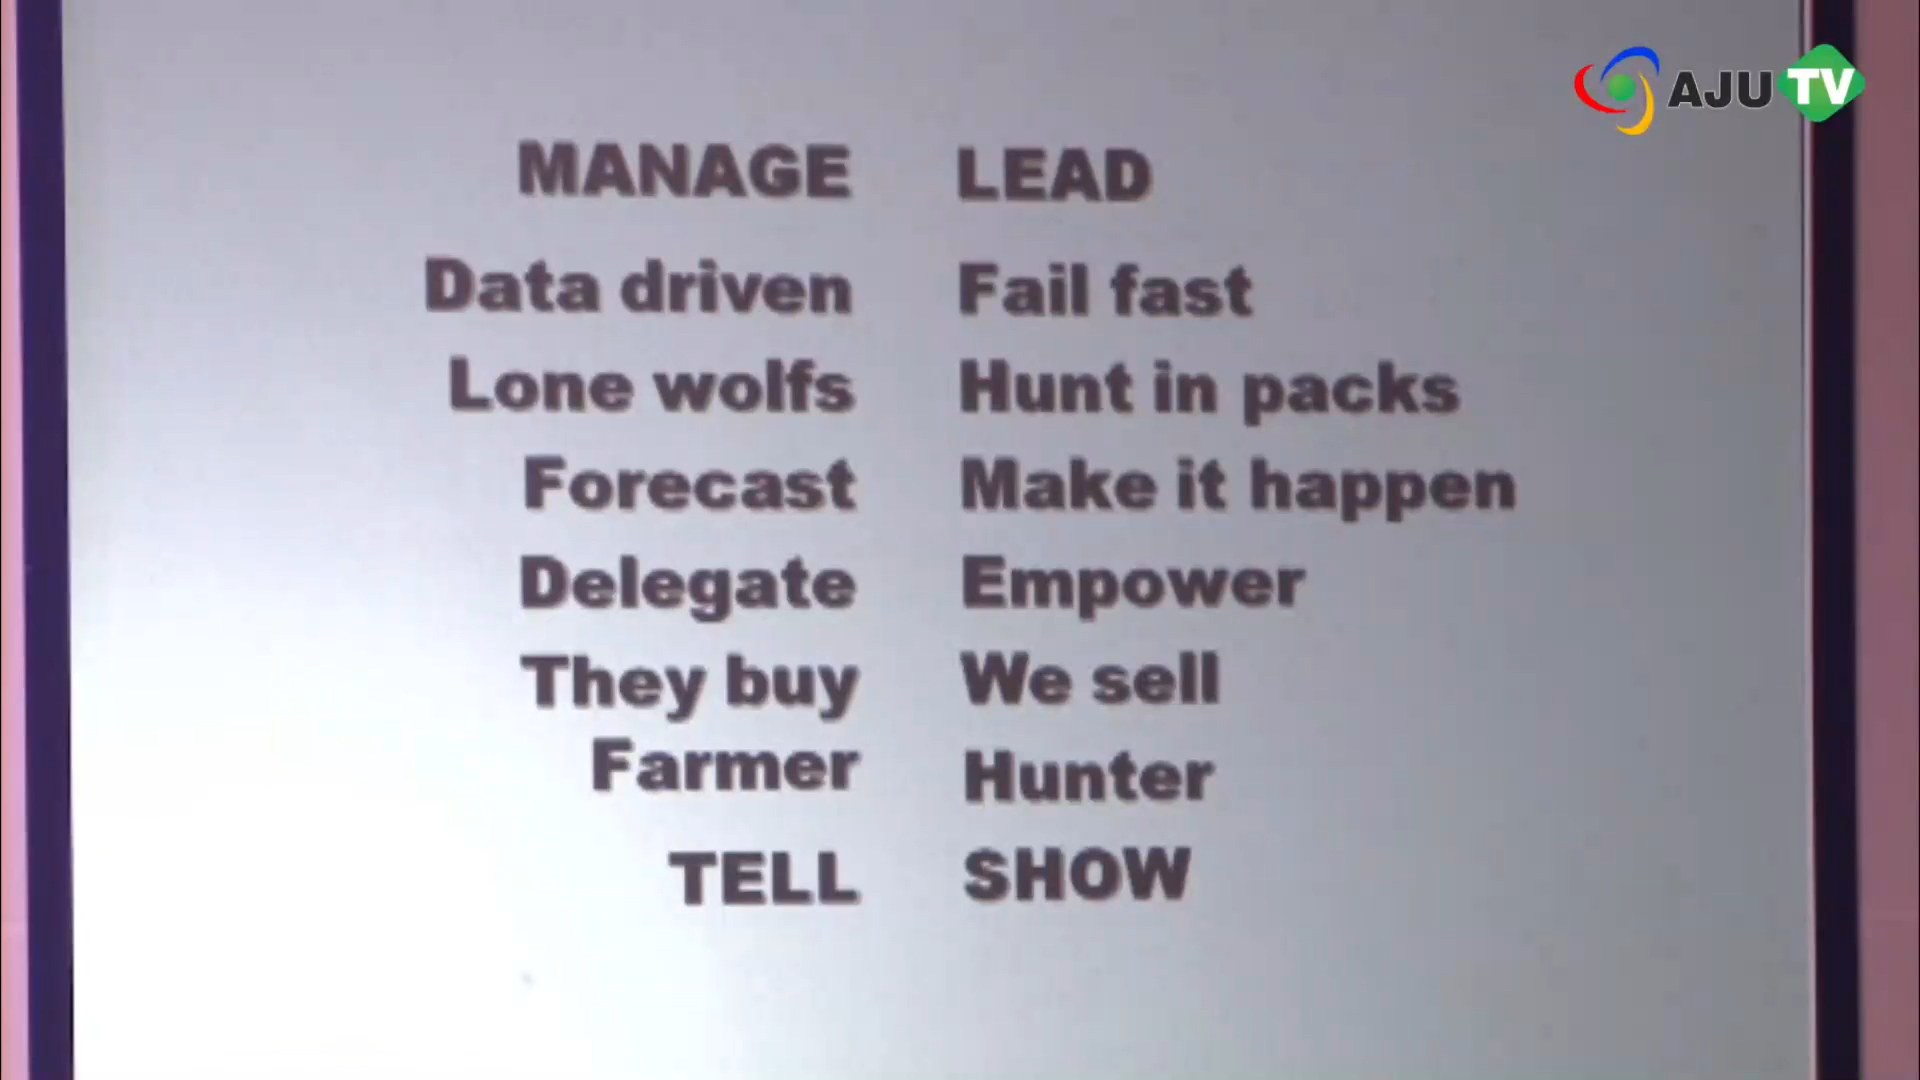 AJU TV
MANAGE LEAD
Data driven Fail fast
Lone wolfs Hunt in packs
Forecast Make it happen
Delegate Empower
They buy We sell
Farmer Hunter
TELL SHOW